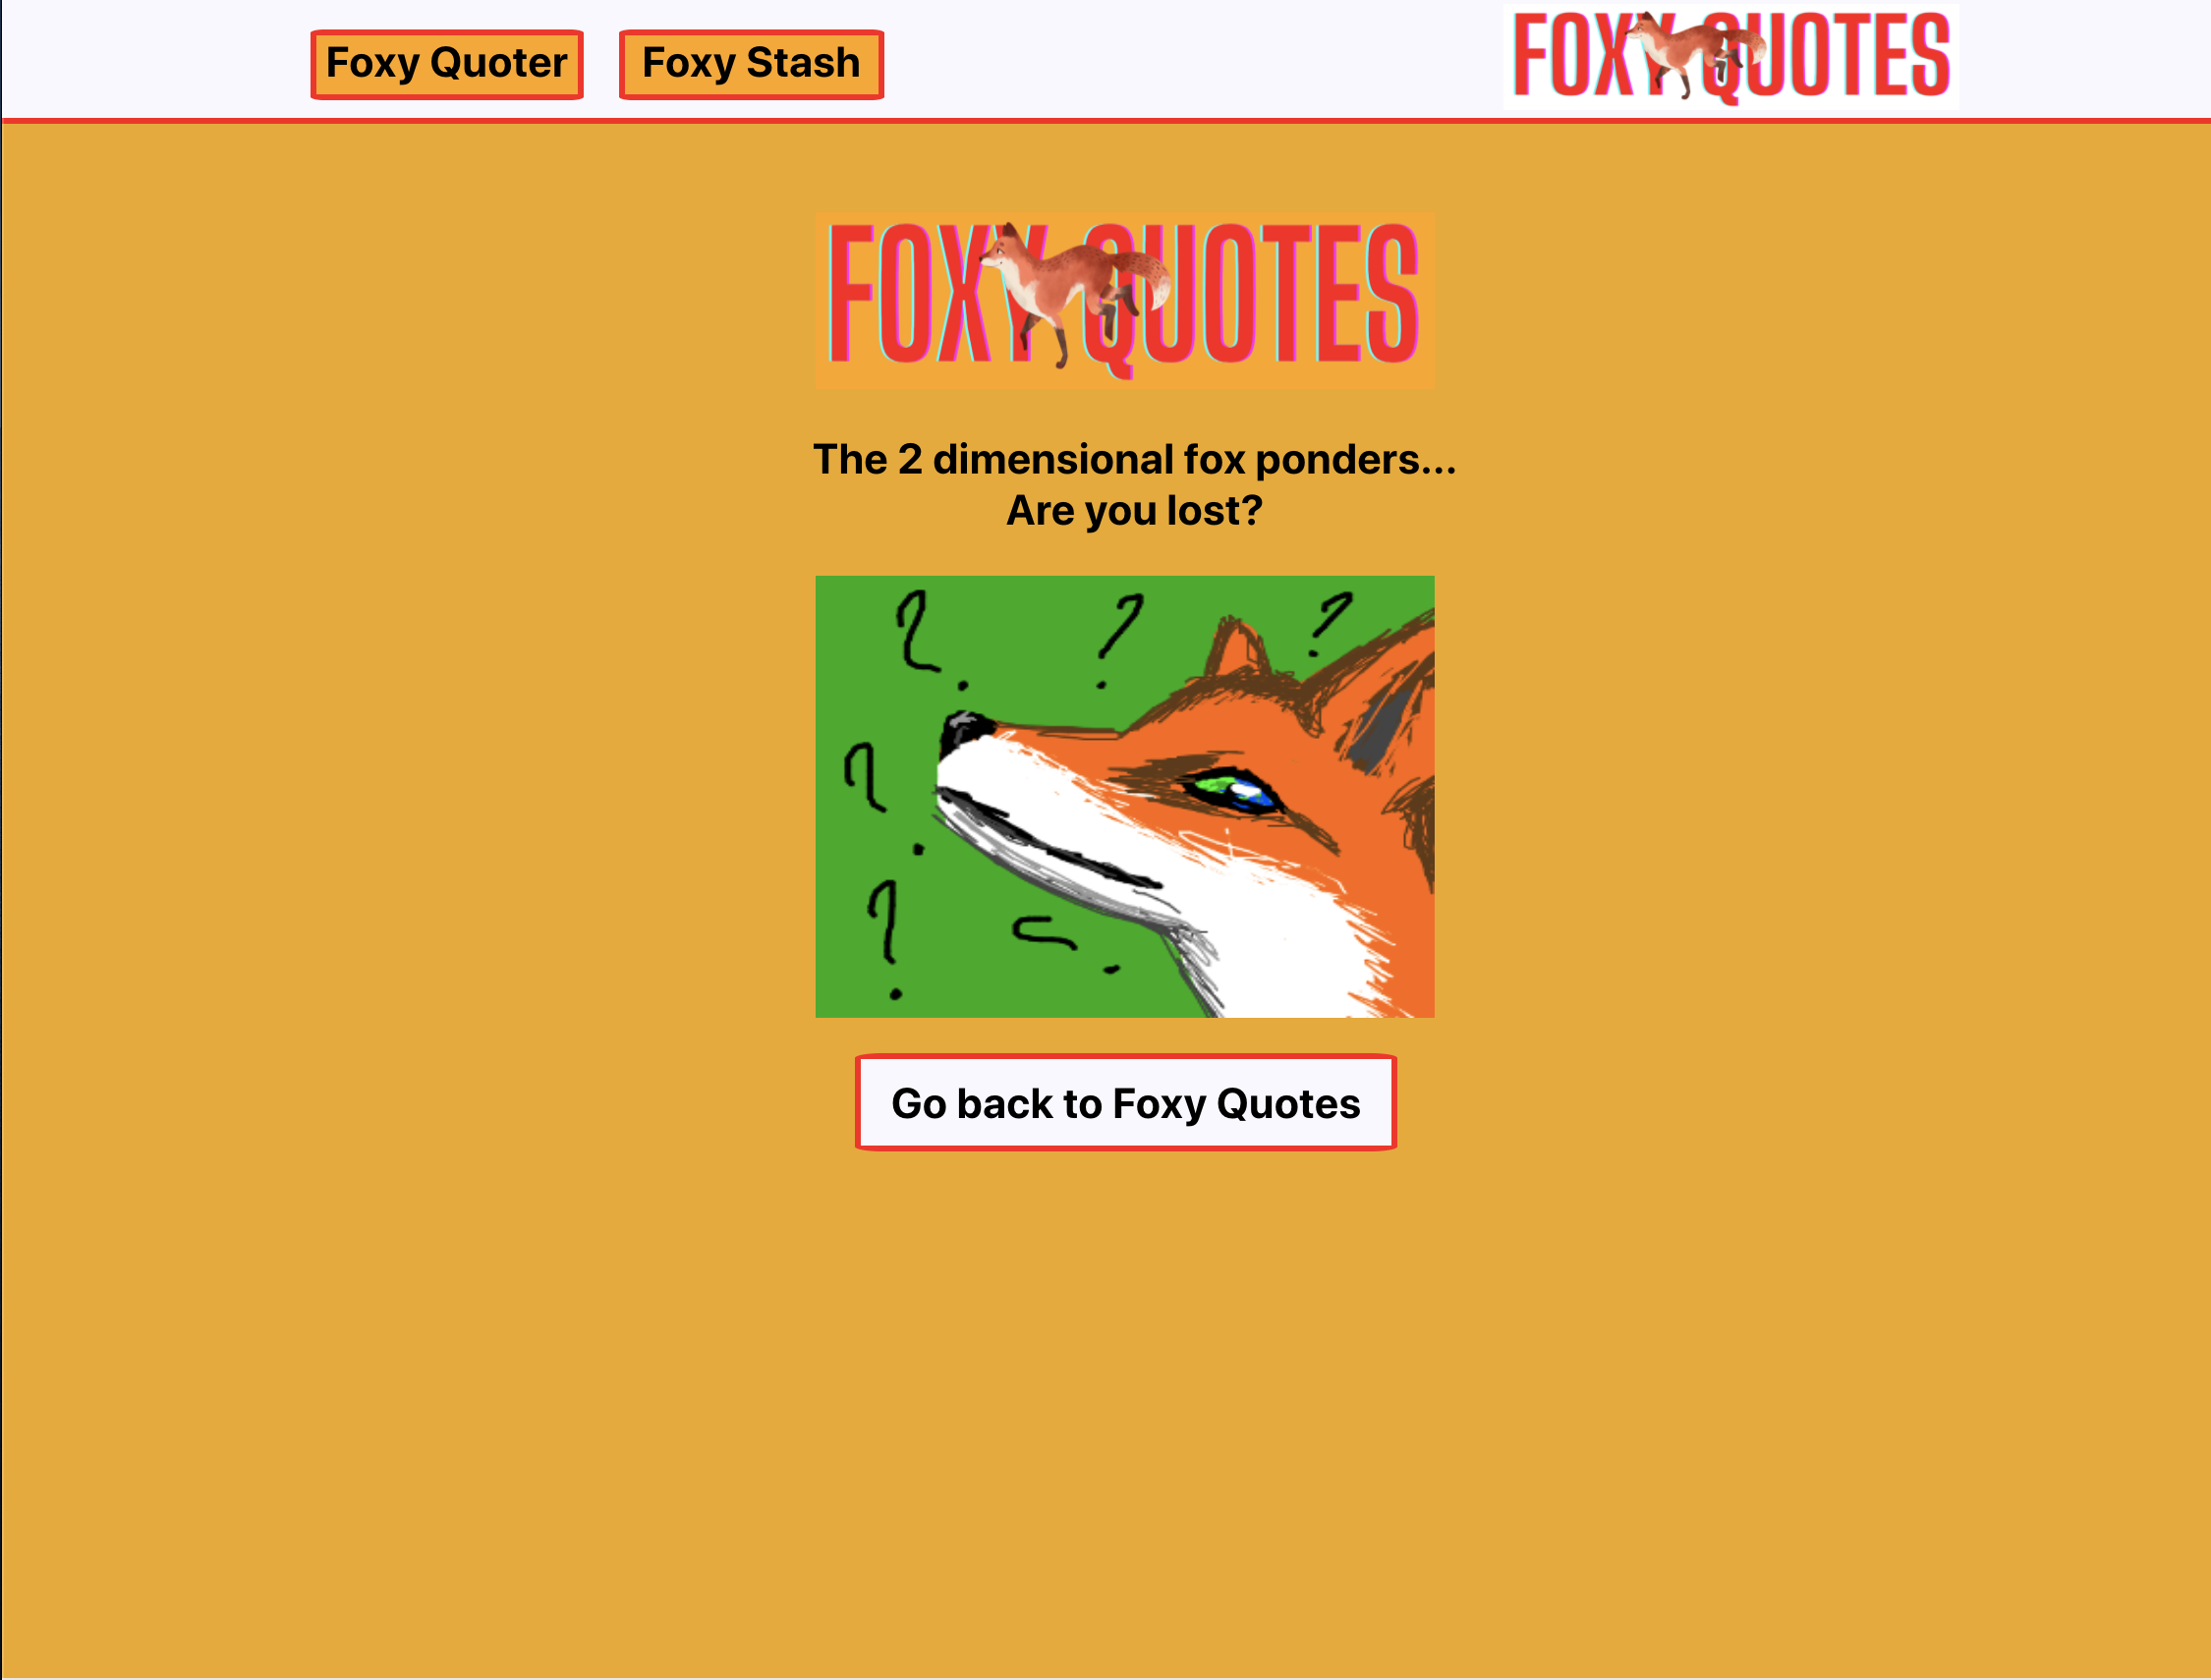 Foxy Quoter
Foxy Stash
FOXY QUOTES
FOXY QUOTES
The 2 dimensional fox ponders...
Are you lost?
? ? ?
?
? ?
Go back to Foxy Quotes